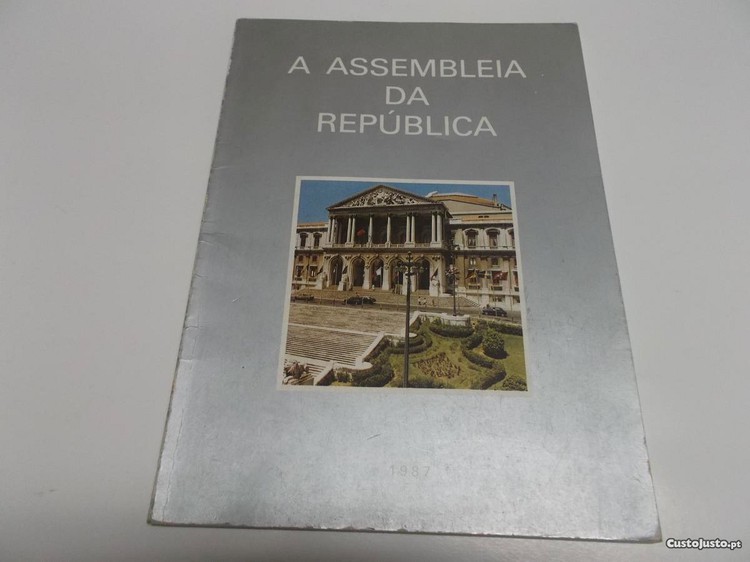 A ASSEMBLEIA
DA
REPÚBLICA
1987
CustoJusto.pt